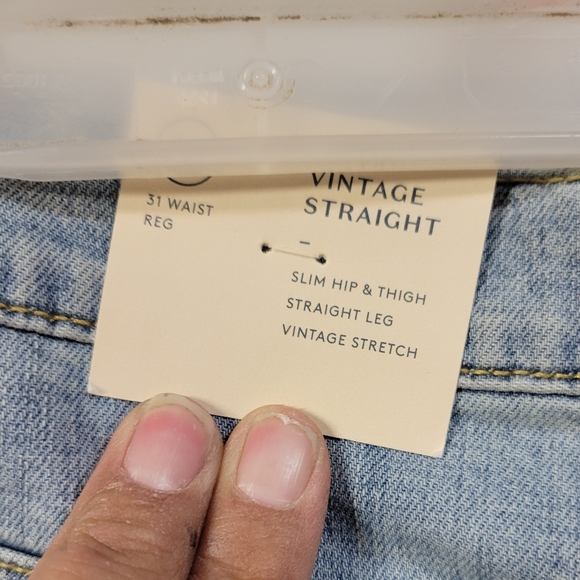 31 WAIST
REG
VINTAGE
STRAIGHT
–
SLIM HIP & THIGH
STRAIGHT LEG
VINTAGE STRETCH